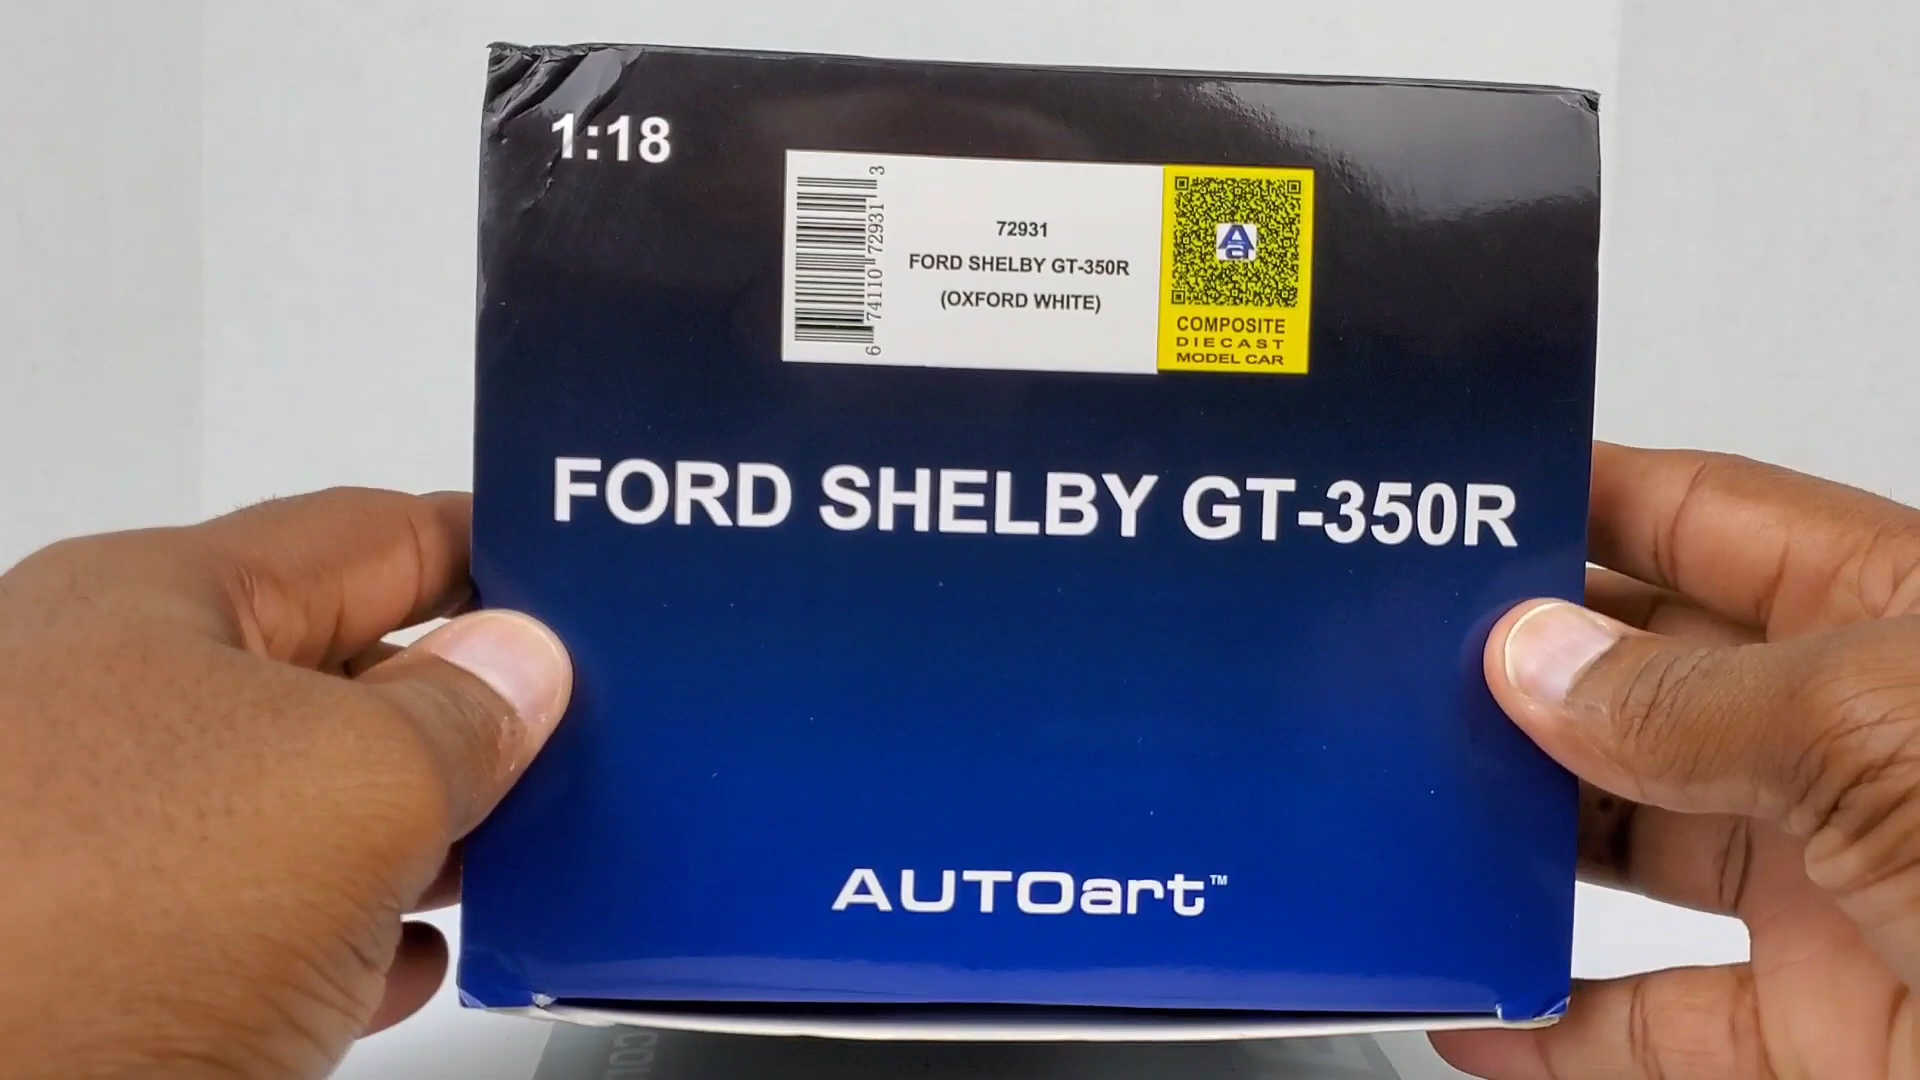 1:18
6 74110 72931 3
72931
FORD SHELBY GT-350R
(OXFORD WHITE)
COMPOSITE
DIECAST
MODEL CAR
FORD SHELBY GT-350R
AUTOart™